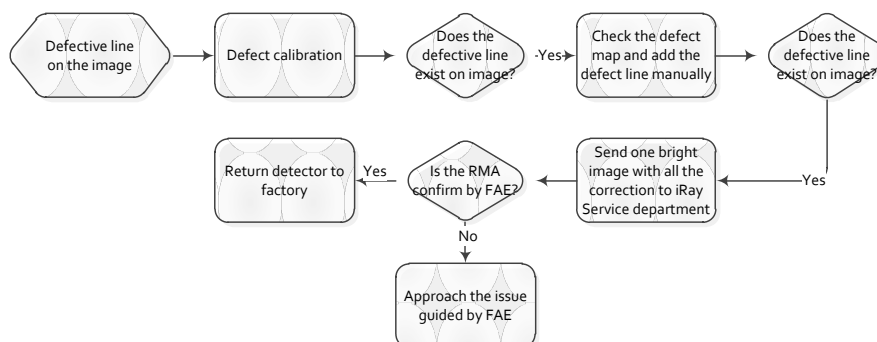 Defective line
on the image
Defect calibration
Does the
defective line
exist on image?
Yes
Check the defect
map and add the
defect line manually
Does the
defective line
exist on image?
Yes
Send one bright
image with all the
correction to iRay
Service department
Is the RMA
confirm by FAE?
Yes
Return detector to
factory
No
Approach the issue
guided by FAE